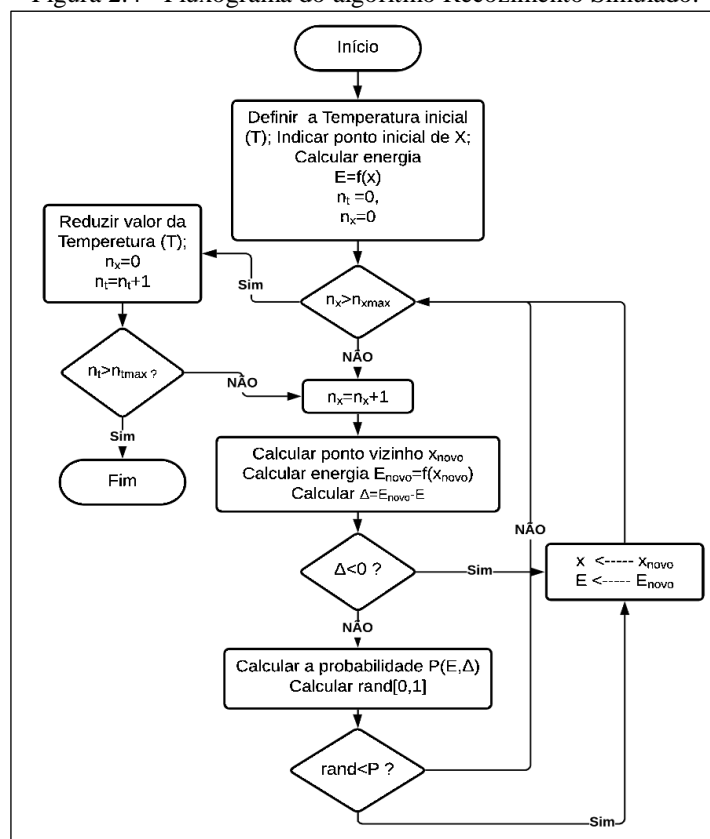 Figura 2.4 - Fluxograma do algoritmo Recozimento Simulado.
Início
Definir a Temperatura inicial
(T); Indicar ponto inicial de X;
Calcular energia
E=f(x)
nt =0,
nx=0
Reduzir valor da
Temperetura (T);
nx=0
nt=nt+1
Sim
nx>nxmax
NÃO
nt>ntmax ?
NÃO
nx=nx+1
Sim
Fim
Calcular ponto vizinho xnovo
Calcular energia Enovo=f(xnovo)
Calcular Δ=Enovo-E
NÃO
Δ<0 ?
Sim
x <----- xnovo
E <----- Enovo
NÃO
Calcular a probabilidade P(E,Δ)
Calcular rand[0,1]
rand<P ?
Sim